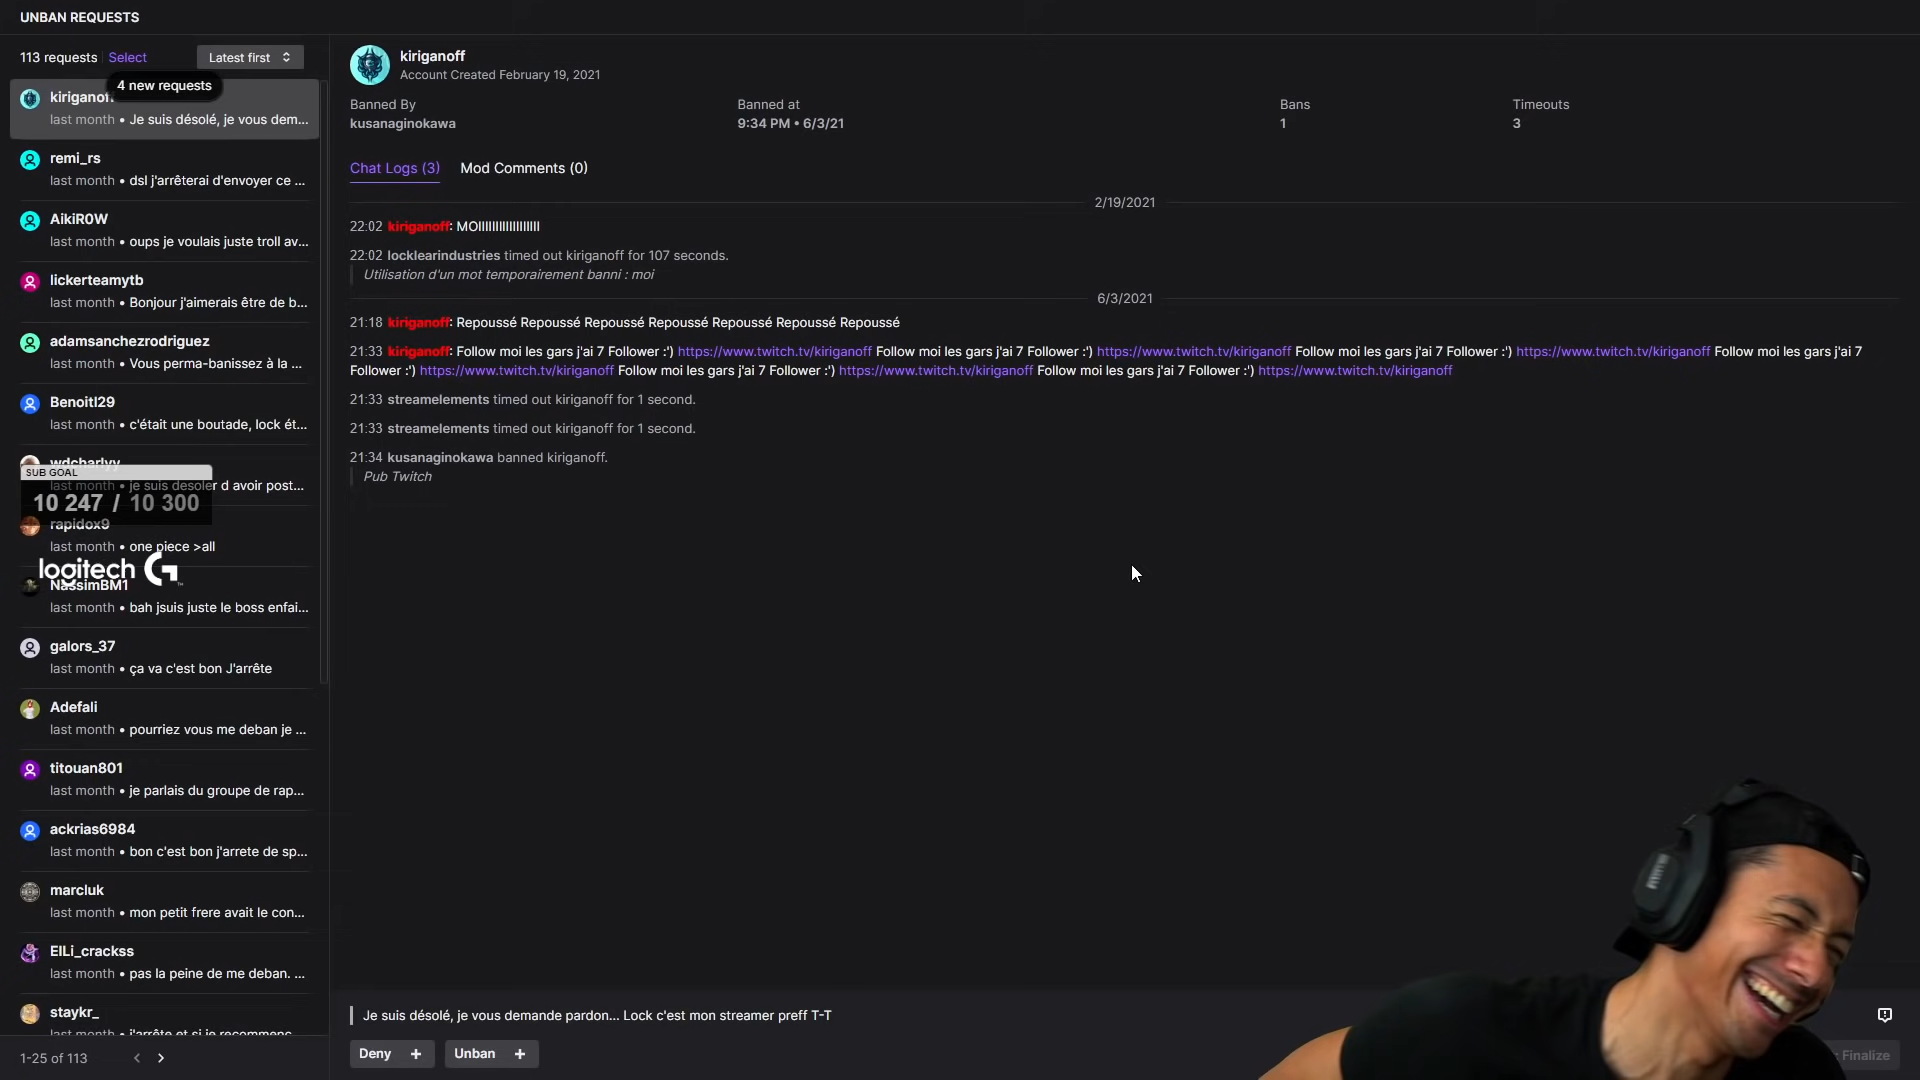 UNBAN REQUESTS
113 requests
Select
Latest first
4 new requests
last month • Je suis désolé, je vous dem...
remi_rs
last month • dsl j'arrêterai d'envoyer ce ...
AikiR0W
last month • oups je voulais juste troll av...
lickerteamytb
last month • Bonjour j'aimerais être de b...
adamsanchezrodriguez
last month • Vous perma-banissez à la ...
Benoitl29
last month • c'était une boutade, lock ét...
wdcharlyy
SUB GOAL
last month • je suis desoler d avoir post...
10 247 / 10 300
rapidox9
last month • one piece >all
logitech G
NassimBM1
last month • bah jsuis juste le boss enfai...
galors_37
last month • ça va c'est bon J'arrête
Adefali
last month • pourriez vous me deban je ...
titouan801
last month • je parlais du groupe de rap...
ackrias6984
last month • bon c'est bon j'arrete de sp...
marcluk
last month • mon petit frere avait le con...
ElLi_crackss
last month • pas la peine de me deban. ...
staykr_
1-25 of 113
kiriganoff
Account Created February 19, 2021
Banned By
kusanaginokawa
Banned at
9:34 PM • 6/3/21
Bans
1
Timeouts
3
Chat Logs (3)
Mod Comments (0)
2/19/2021
22:02 kiriganoff: MOIIIIIIIIIIIIIIIIII
22:02 locklearindustries timed out kiriganoff for 107 seconds.
Utilisation d'un mot temporairement banni : moi
6/3/2021
21:18 kiriganoff: Repoussé Repoussé Repoussé Repoussé Repoussé Repoussé Repoussé
21:33 kiriganoff: Follow moi les gars j'ai 7 Follower :') https://www.twitch.tv/kiriganoff Follow moi les gars j'ai 7 Follower :') https://www.twitch.tv/kiriganoff Follow moi les gars j'ai 7 Follower :') https://www.twitch.tv/kiriganoff Follow moi les gars j'ai 7
Follower :') https://www.twitch.tv/kiriganoff Follow moi les gars j'ai 7 Follower :') https://www.twitch.tv/kiriganoff Follow moi les gars j'ai 7 Follower :') https://www.twitch.tv/kiriganoff
21:33 streamelements timed out kiriganoff for 1 second.
21:33 streamelements timed out kiriganoff for 1 second.
21:34 kusanaginokawa banned kiriganoff.
Pub Twitch
Je suis désolé, je vous demande pardon... Lock c'est mon streamer preff T-T
Deny +
Unban +
Finalize